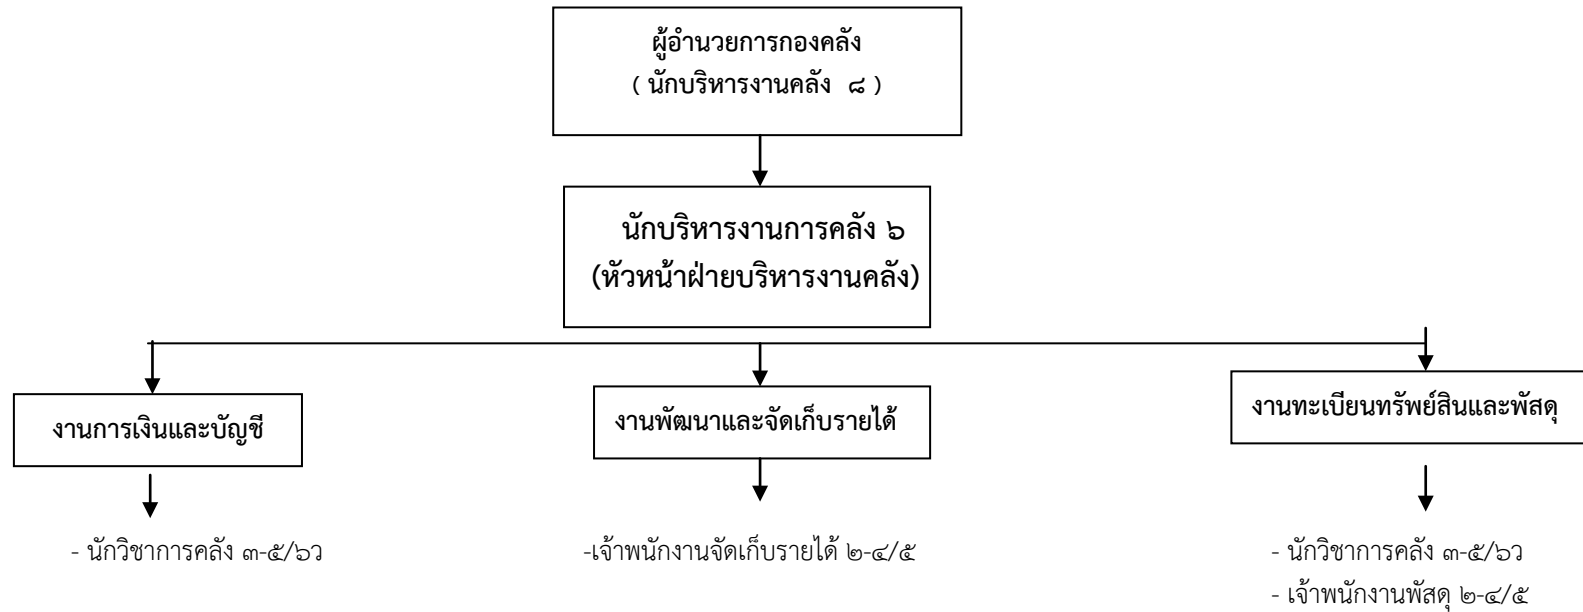 ผู้อำนวยการกองคลัง
( นักบริหารงานคลัง ๘ )
นักบริหารงานการคลัง ๖
(หัวหน้าฝ่ายบริหารงานคลัง)
งานการเงินและบัญชี
งานพัฒนาและจัดเก็บรายได้
งานทะเบียนทรัพย์สินและพัสดุ
- นักวิชาการคลัง ๓-๕/๖ว
-เจ้าพนักงานจัดเก็บรายได้ ๒-๔/๕
- นักวิชาการคลัง ๓-๕/๖ว
- เจ้าพนักงานพัสดุ ๒-๔/๕